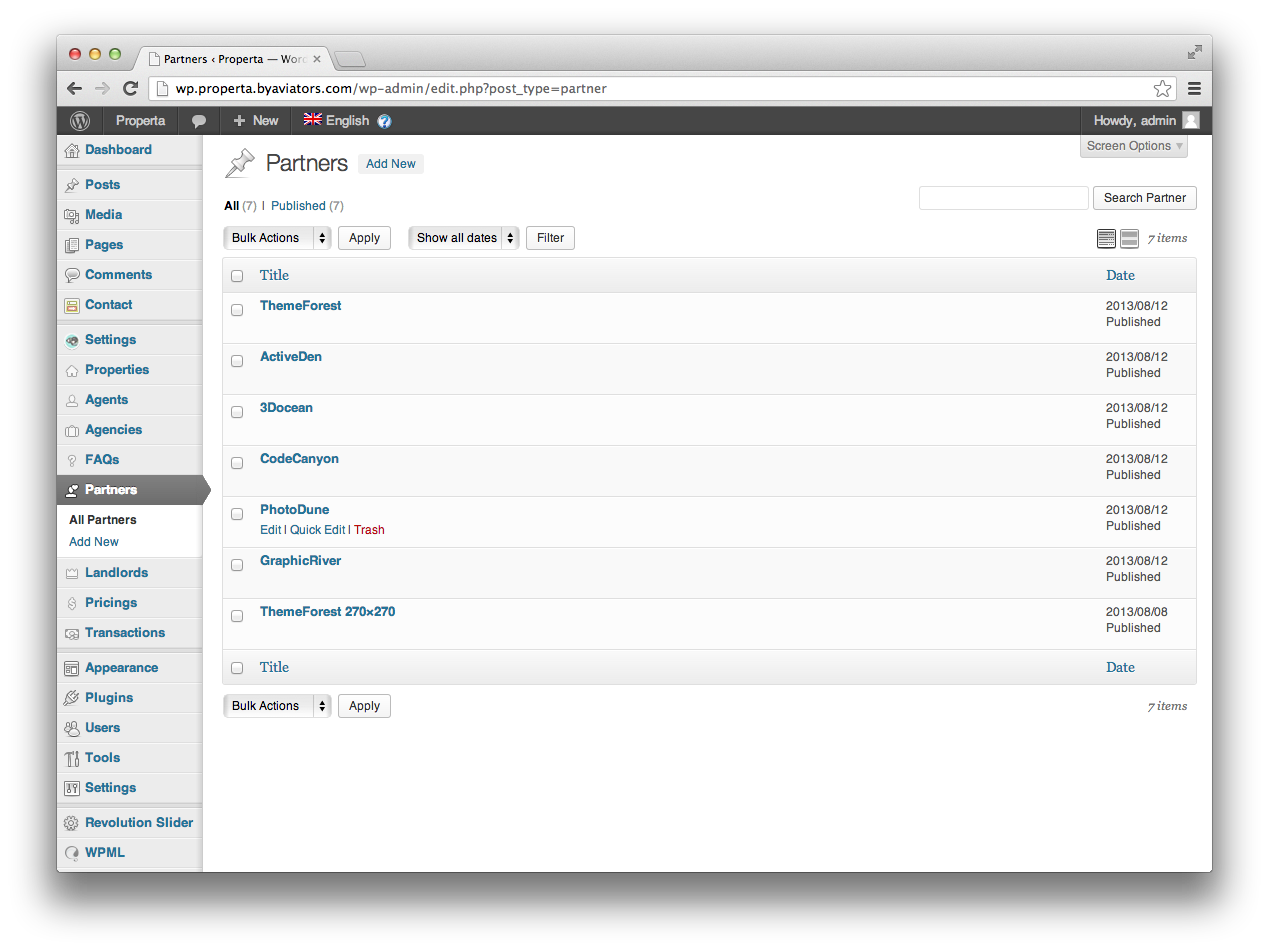 Partners ‹ Properta — Wor
wp.properta.byaviators.com/wp-admin/edit.php?post_type=partner
Properta
New
English
Howdy, admin
Screen Options
Dashboard
Posts
Media
Pages
Comments
Contact
Settings
Properties
Agents
Agencies
FAQs
Partners
All Partners
Add New
Landlords
Pricings
Transactions
Appearance
Plugins
Users
Tools
Settings
Revolution Slider
WPML
Partners Add New
All (7) | Published (7)
Search Partner
Bulk Actions Apply Show all dates Filter 7 items
Title Date
ThemeForest 2013/08/12
Published
ActiveDen 2013/08/12
Published
3Docean 2013/08/12
Published
CodeCanyon 2013/08/12
Published
PhotoDune 2013/08/12
Edit | Quick Edit | Trash Published
GraphicRiver 2013/08/12
Published
ThemeForest 270×270 2013/08/08
Published
Title Date
Bulk Actions Apply 7 items